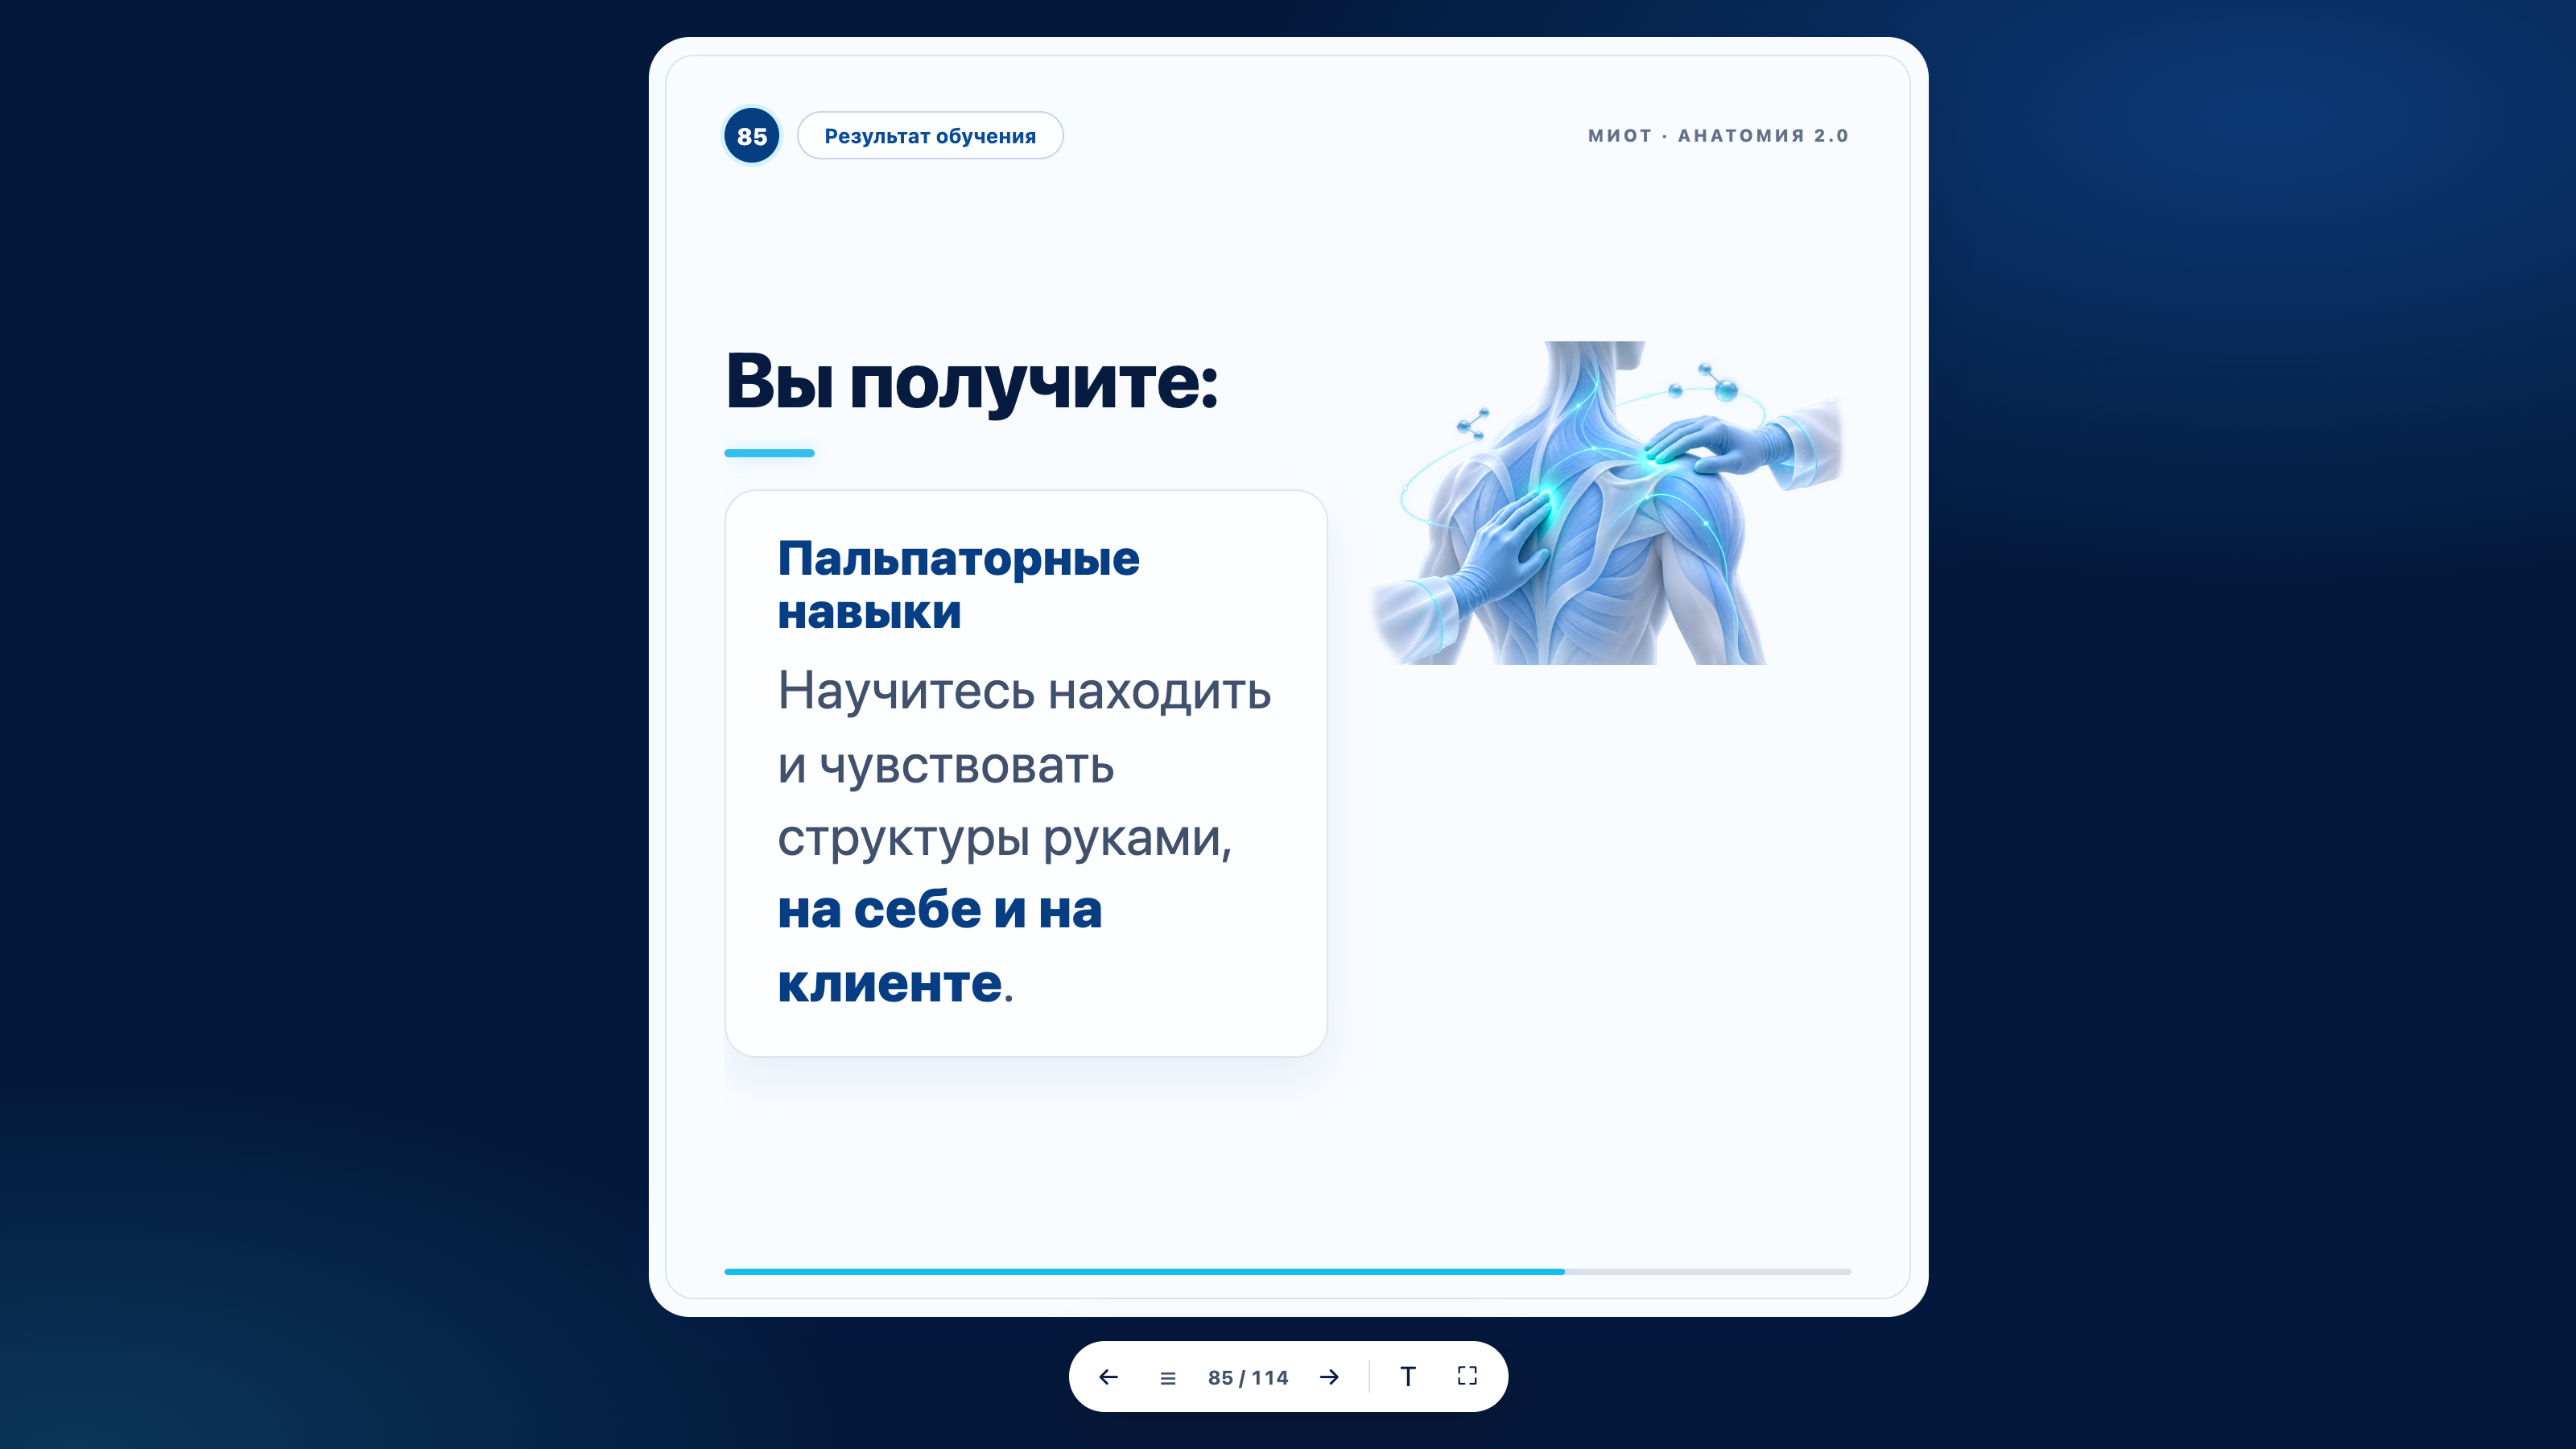 85
Результат обучения
МИОТ · АНАТОМИЯ 2.0
Вы получите:
Пальпаторные
навыки
Научитесь находить
и чувствовать
структуры руками,
на себе и на
клиенте.
85 / 114
T